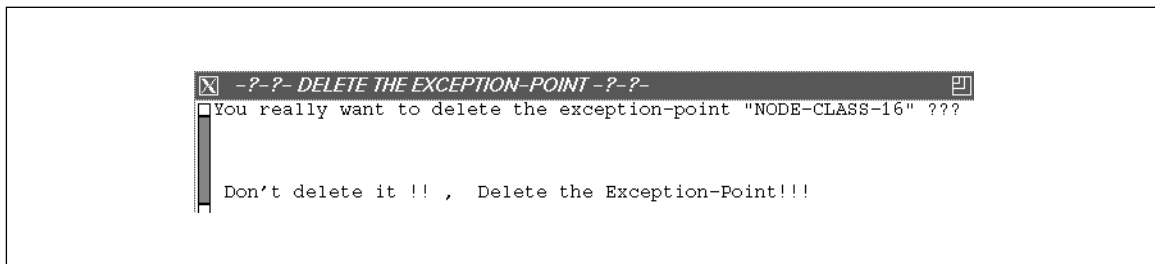 -?-?- DELETE THE EXCEPTION-POINT -?-?-
You really want to delete the exception-point "NODE-CLASS-16" ???
Don't delete it !! , Delete the Exception-Point!!!